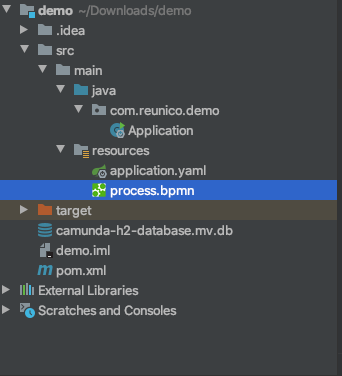 demo ~/Downloads/demo
.idea
src
main
java
com.reunico.demo
Application
resources
application.yaml
process.bpmn
target
camunda-h2-database.mv.db
demo.iml
pom.xml
External Libraries
Scratches and Consoles